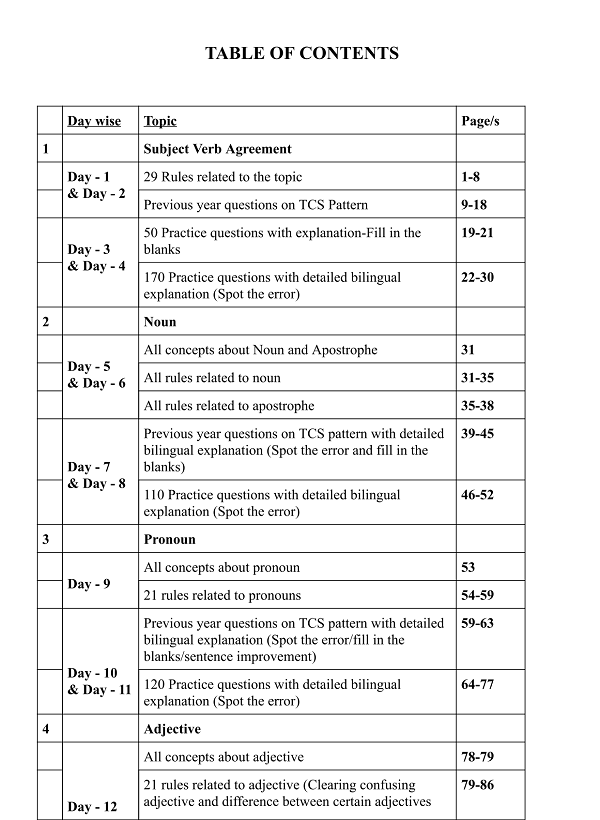 TABLE OF CONTENTS
Day wise Topic Page/s
1 Subject Verb Agreement
Day - 1
& Day - 2
29 Rules related to the topic 1-8
Previous year questions on TCS Pattern 9-18
Day - 3
& Day - 4
50 Practice questions with explanation-Fill in the 19-21
blanks
170 Practice questions with detailed bilingual 22-30
explanation (Spot the error)
2 Noun
Day - 5
& Day - 6
All concepts about Noun and Apostrophe 31
All rules related to noun 31-35
All rules related to apostrophe 35-38
Day - 7
& Day - 8
Previous year questions on TCS pattern with detailed 39-45
bilingual explanation (Spot the error and fill in the
blanks)
110 Practice questions with detailed bilingual 46-52
explanation (Spot the error)
3 Pronoun
Day - 9
All concepts about pronoun 53
21 rules related to pronouns 54-59
Day - 10
& Day - 11
Previous year questions on TCS pattern with detailed 59-63
bilingual explanation (Spot the error/fill in the
blanks/sentence improvement)
120 Practice questions with detailed bilingual 64-77
explanation (Spot the error)
4 Adjective
Day - 12
All concepts about adjective 78-79
21 rules related to adjective (Clearing confusing 79-86
adjective and difference between certain adjectives